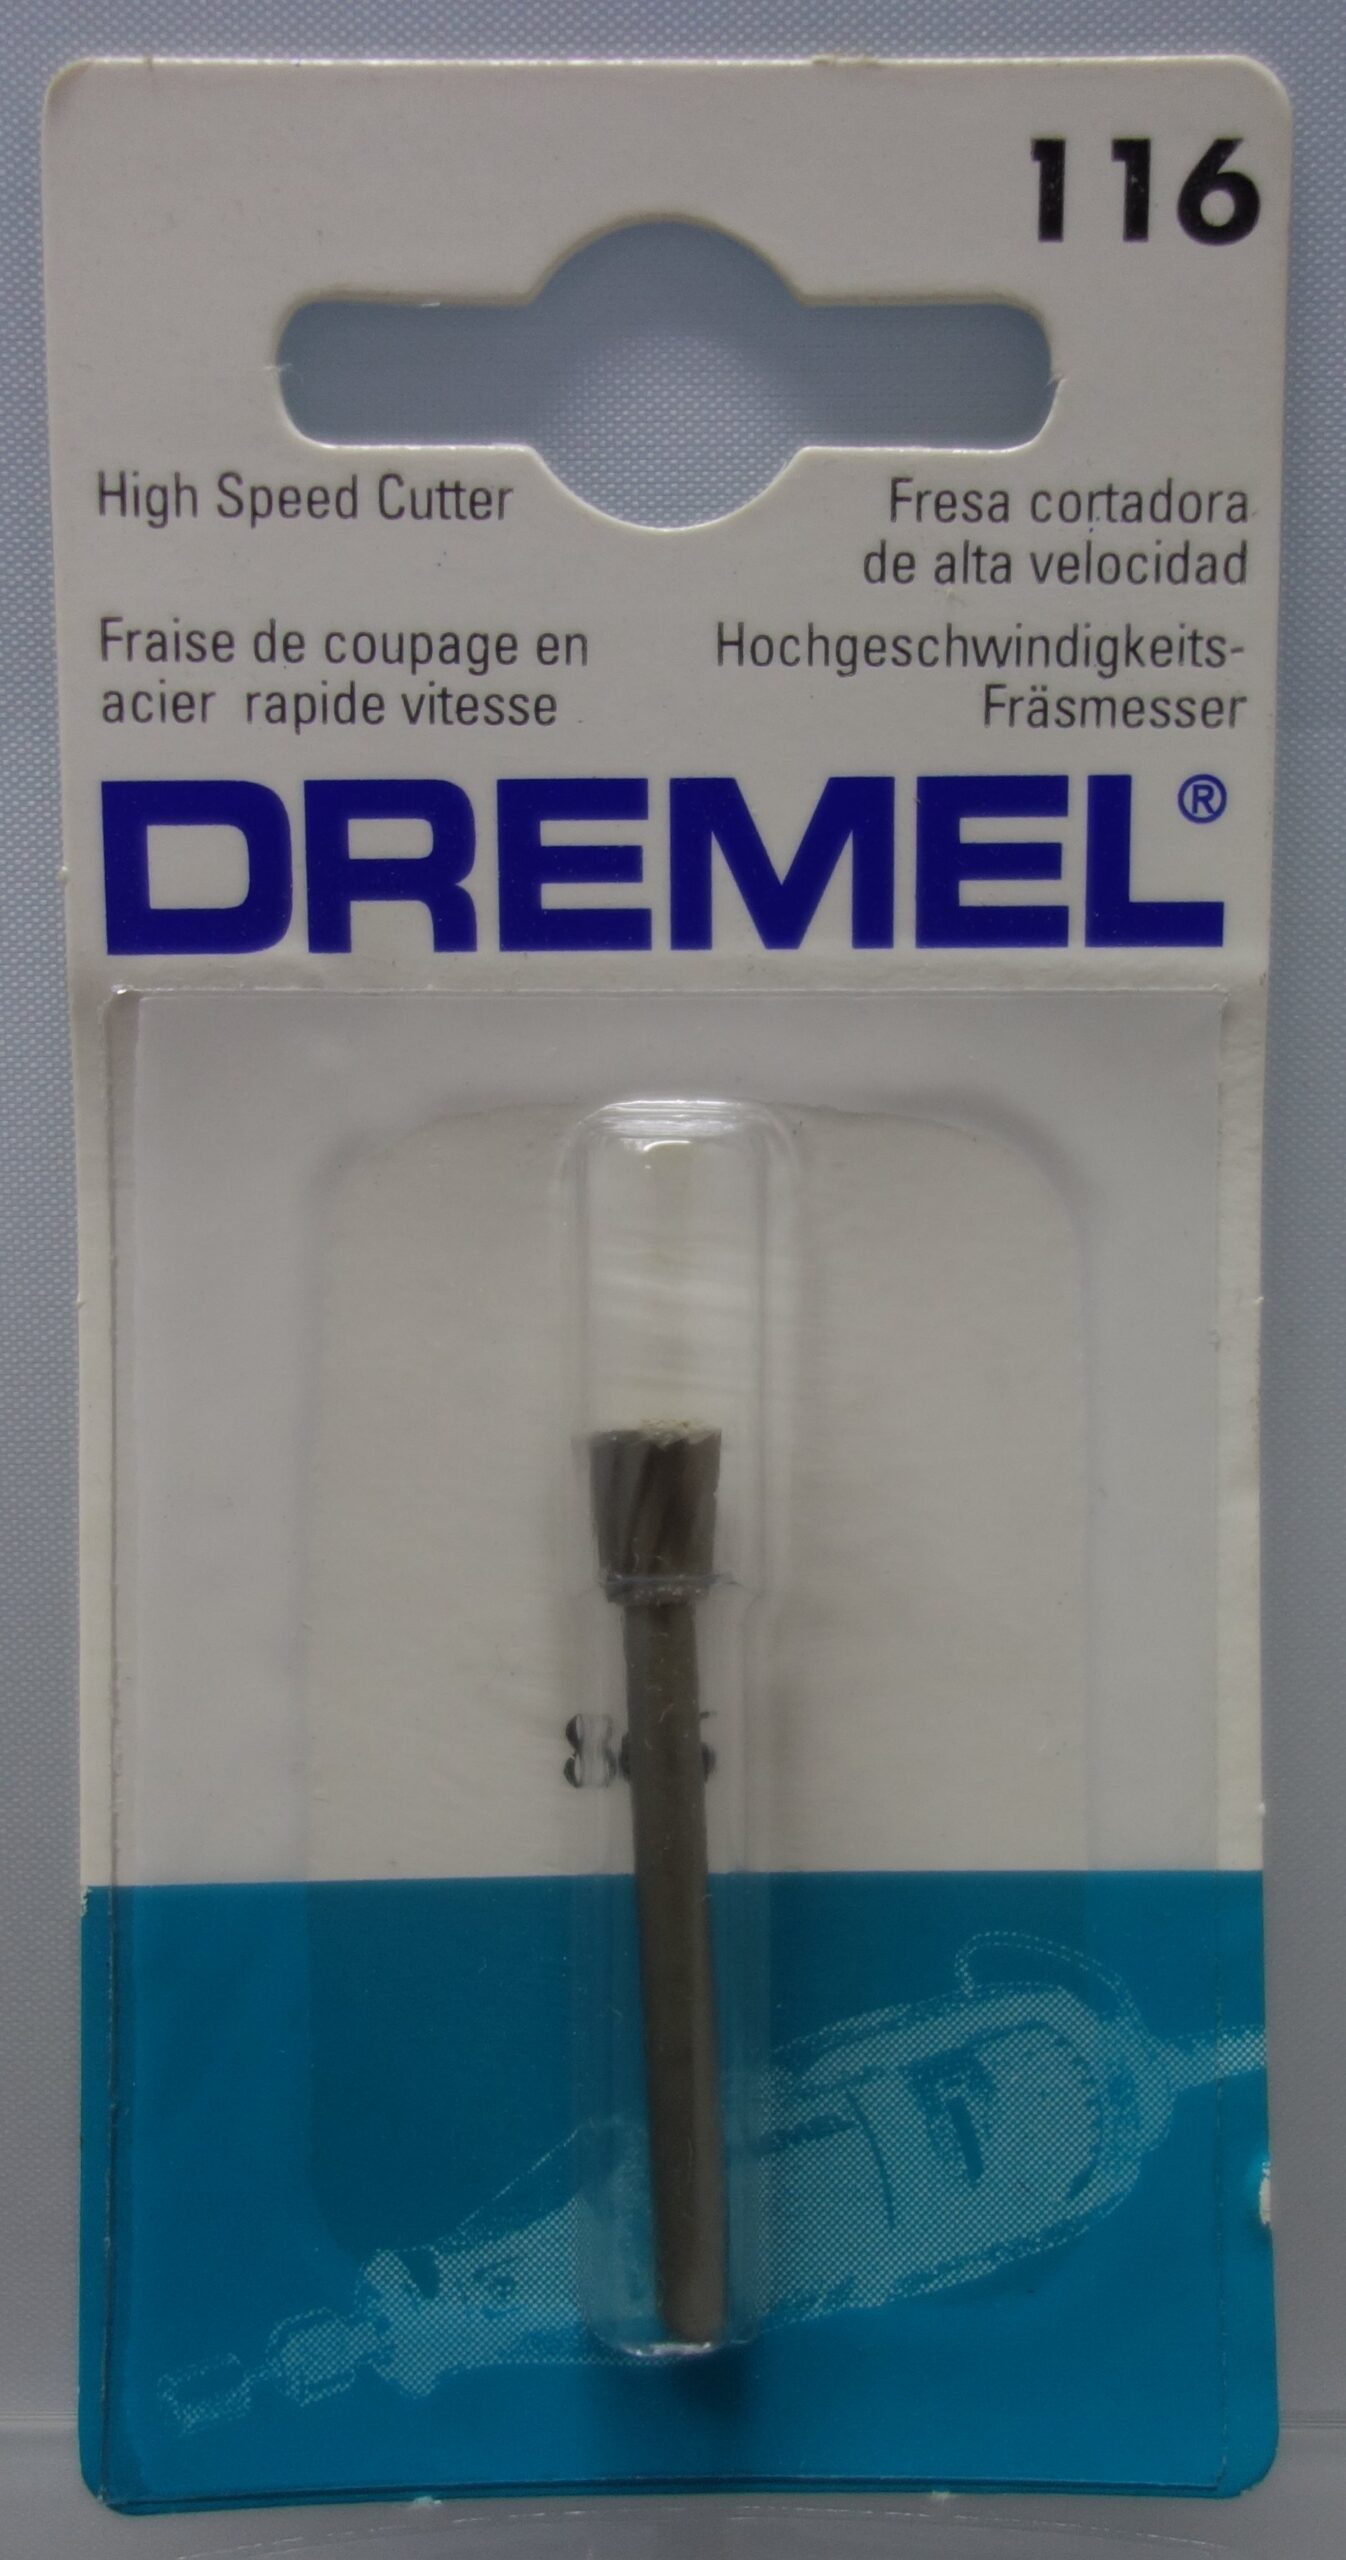 116
High Speed Cutter
Fresa cortadora
de alta velocidad
Fraise de coupage en
acier rapide vitesse
Hochgeschwindigkeits-
Fräsmesser
DREMEL®